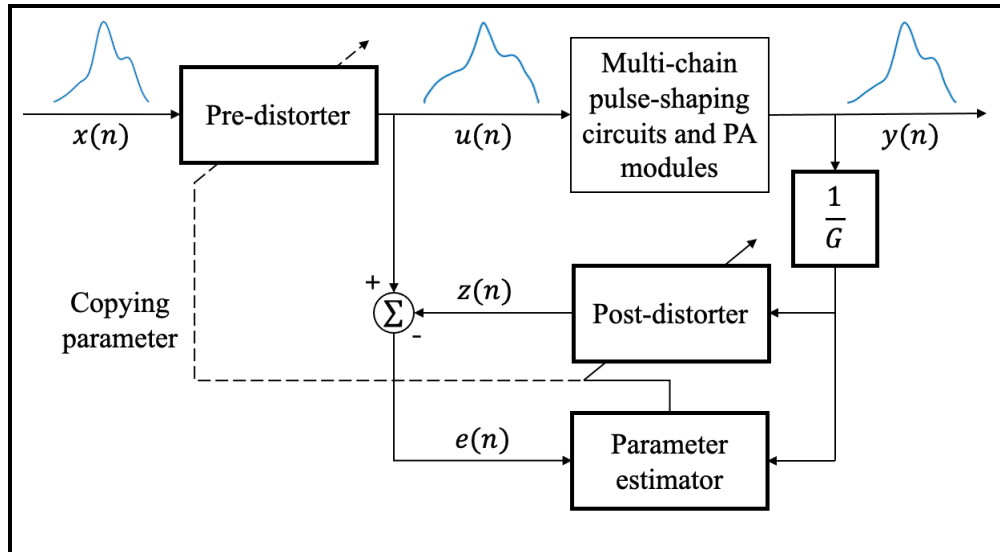 x(n)
Pre-distorter
u(n)
Multi-chain
pulse-shaping
circuits and PA
modules
y(n)
1
G
Copying
parameter
+
Σ
-
z(n)
Post-distorter
e(n)
Parameter
estimator